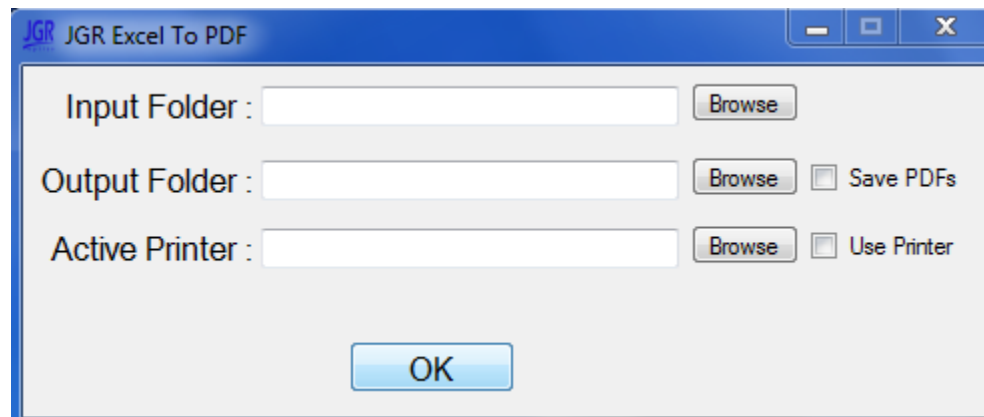 JGR JGR Excel To PDF
Input Folder : Browse
Output Folder : Browse Save PDFs
Active Printer : Browse Use Printer
OK